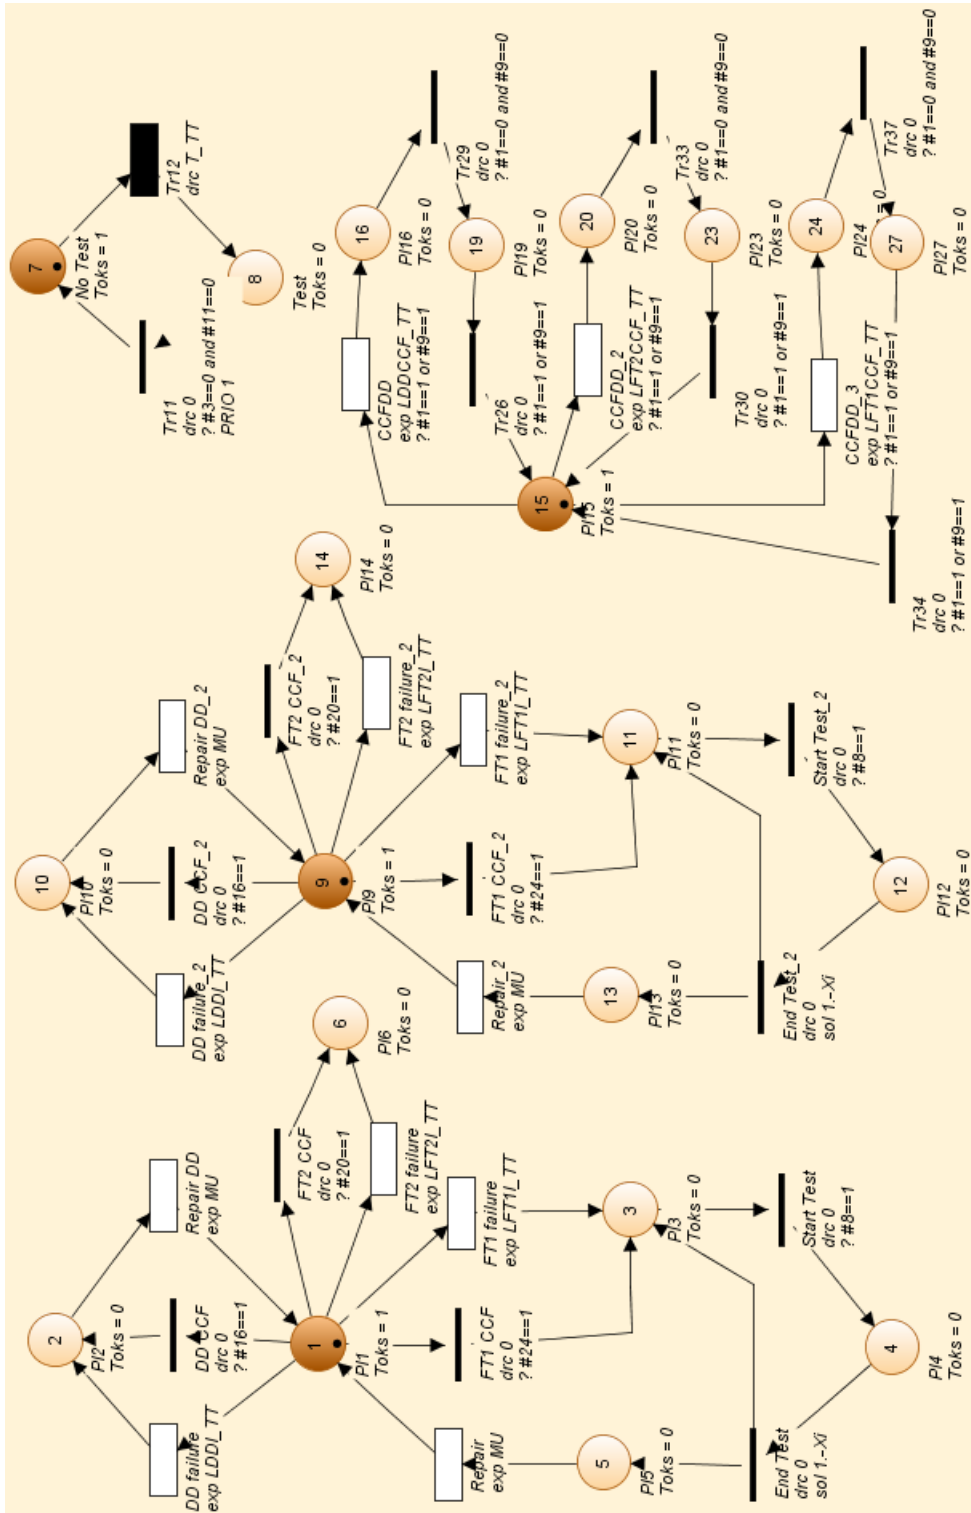 2
Pl2
Toks = 0
DD failure
exp LDDI_TT
DD CCF
drc 0
? #16==1
Repair DD
exp MU
1
Pl1
Toks = 1
FT2 CCF
drc 0
? #20==1
6
Pl6
Toks = 0
FT2 failure
exp LFT2I_TT
Repair
exp MU
FT1 CCF
drc 0
? #24==1
FT1 failure
exp LFT1I_TT
5
Pl5
Toks = 0
3
Pl3
Toks = 0
End Test
drc 0
sol 1.-Xi
Start Test
drc 0
? #8==1
4
Pl4
Toks = 0
10
Pl10
Toks = 0
DD failure_2
exp LDDI_TT
DD CCF_2
drc 0
? #16==1
Repair DD_2
exp MU
9
Pl9
Toks = 1
FT2 CCF_2
drc 0
? #20==1
14
Pl14
Toks = 0
FT2 failure_2
exp LFT2I_TT
Repair_2
exp MU
FT1 CCF_2
drc 0
? #24==1
FT1 failure_2
exp LFT1I_TT
13
Pl13
Toks = 0
11
Pl11
Toks = 0
End Test_2
drc 0
sol 1.-Xi
Start Test_2
drc 0
? #8==1
12
Pl12
Toks = 0
7
No Test
Toks = 1
Tr11
drc 0
? #3==0 and #11==0
PRIO 1
Tr12
drc T_TT
8
Test
Toks = 0
CCFDD
exp LDDCCF_TT
? #1==1 or #9==1
16
Pl16
Toks = 0
Tr29
drc 0
? #1==0 and #9==0
Tr26
drc 0
? #1==1 or #9==1
19
Pl19
Toks = 0
15
Pl15
Toks = 1
CCFDD_2
exp LFT2CCF_TT
? #1==1 or #9==1
20
Pl20
Toks = 0
Tr33
drc 0
? #1==0 and #9==0
Tr30
drc 0
? #1==1 or #9==1
23
Pl23
Toks = 0
CCFDD_3
exp LFT1CCF_TT
? #1==1 or #9==1
24
Pl24
= 0
Tr37
drc 0
? #1==0 and #9==0
Tr34
drc 0
? #1==1 or #9==1
27
Pl27
Toks = 0